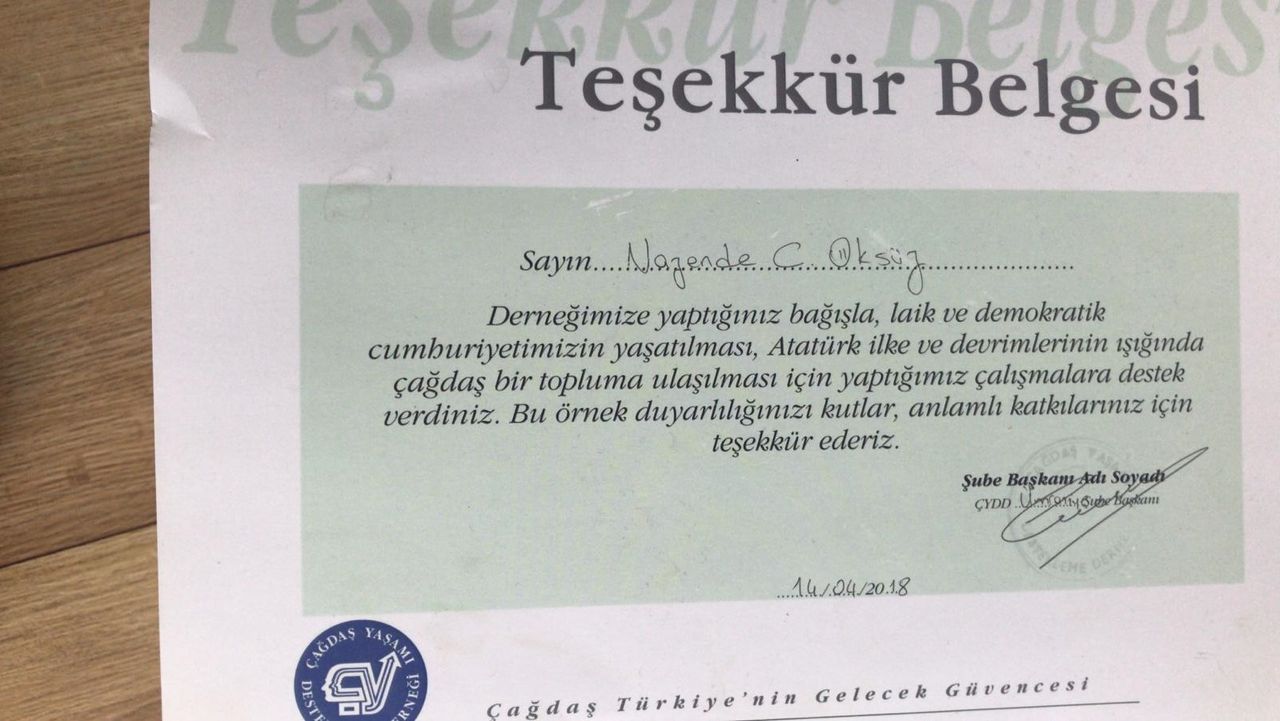 Teşekkür Belgesi
Teşekkür Belgesi
Sayın....Nazende C. Öksüz......................
Derneğimize yaptığınız bağışla, laik ve demokratik
cumhuriyetimizin yaşatılması, Atatürk ilke ve devrimlerinin ışığında
çağdaş bir topluma ulaşılması için yaptığımız çalışmalara destek
verdiniz. Bu örnek duyarlılığınızı kutlar, anlamlı katkılarınız için
teşekkür ederiz.
Şube Başkanı Adı Soyadı
ÇYDD Şube Başkanı
....14./.04./2018
ÇAĞDAŞ YAŞAMI
Çağdaş Türkiye'nin Gelecek Güvencesi